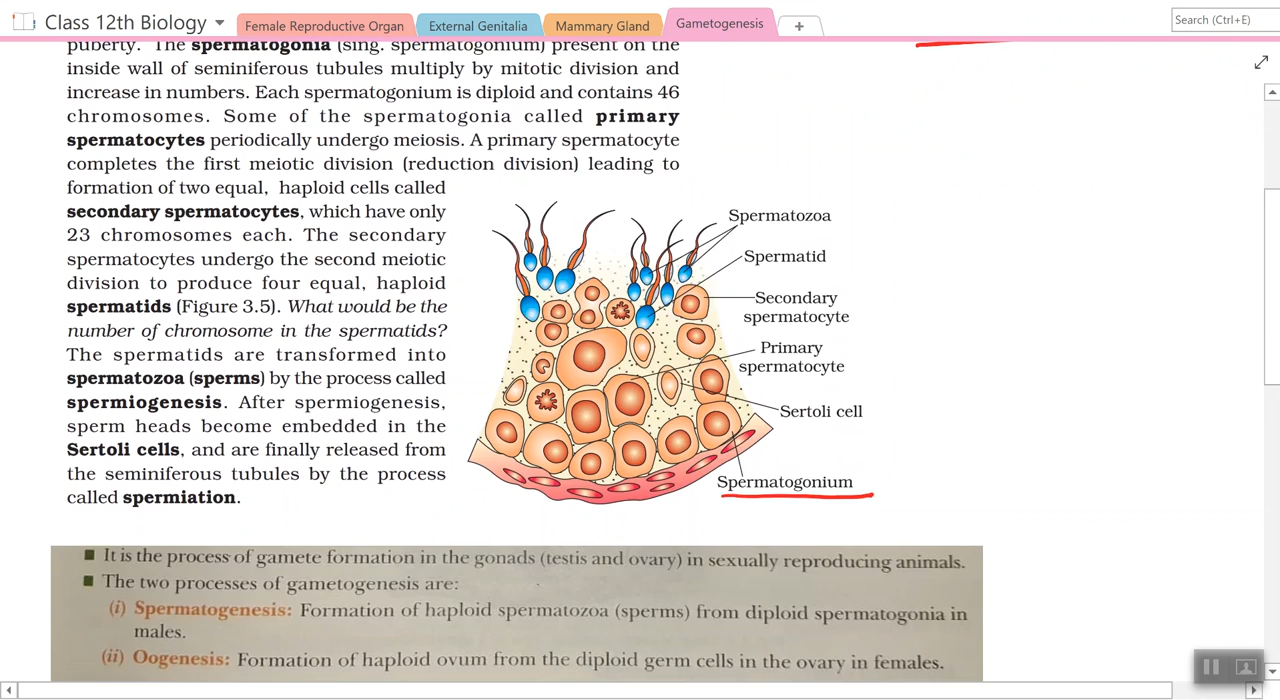 Class 12th Biology
Female Reproductive Organ
External Genitalia
Mammary Gland
Gametogenesis
Search (Ctrl+E)
puberty. The spermatogonia (sing. spermatogonium) present on the
inside wall of seminiferous tubules multiply by mitotic division and
increase in numbers. Each spermatogonium is diploid and contains 46
chromosomes. Some of the spermatogonia called primary
spermatocytes periodically undergo meiosis. A primary spermatocyte
completes the first meiotic division (reduction division) leading to
formation of two equal, haploid cells called
secondary spermatocytes, which have only
23 chromosomes each. The secondary
spermatocytes undergo the second meiotic
division to produce four equal, haploid
spermatids (Figure 3.5). What would be the
number of chromosome in the spermatids?
The spermatids are transformed into
spermatozoa (sperms) by the process called
spermiogenesis. After spermiogenesis,
sperm heads become embedded in the
Sertoli cells, and are finally released from
the seminiferous tubules by the process
called spermiation.
Spermatozoa
Spermatid
Secondary
spermatocyte
Primary
spermatocyte
Sertoli cell
Spermatogonium
It is the process of gamete formation in the gonads (testis and ovary) in sexually reproducing animals.
The two processes of gametogenesis are:
(i) Spermatogenesis: Formation of haploid spermatozoa (sperms) from diploid spermatogonia in
males.
(ii) Oogenesis: Formation of haploid ovum from the diploid germ cells in the ovary in females.